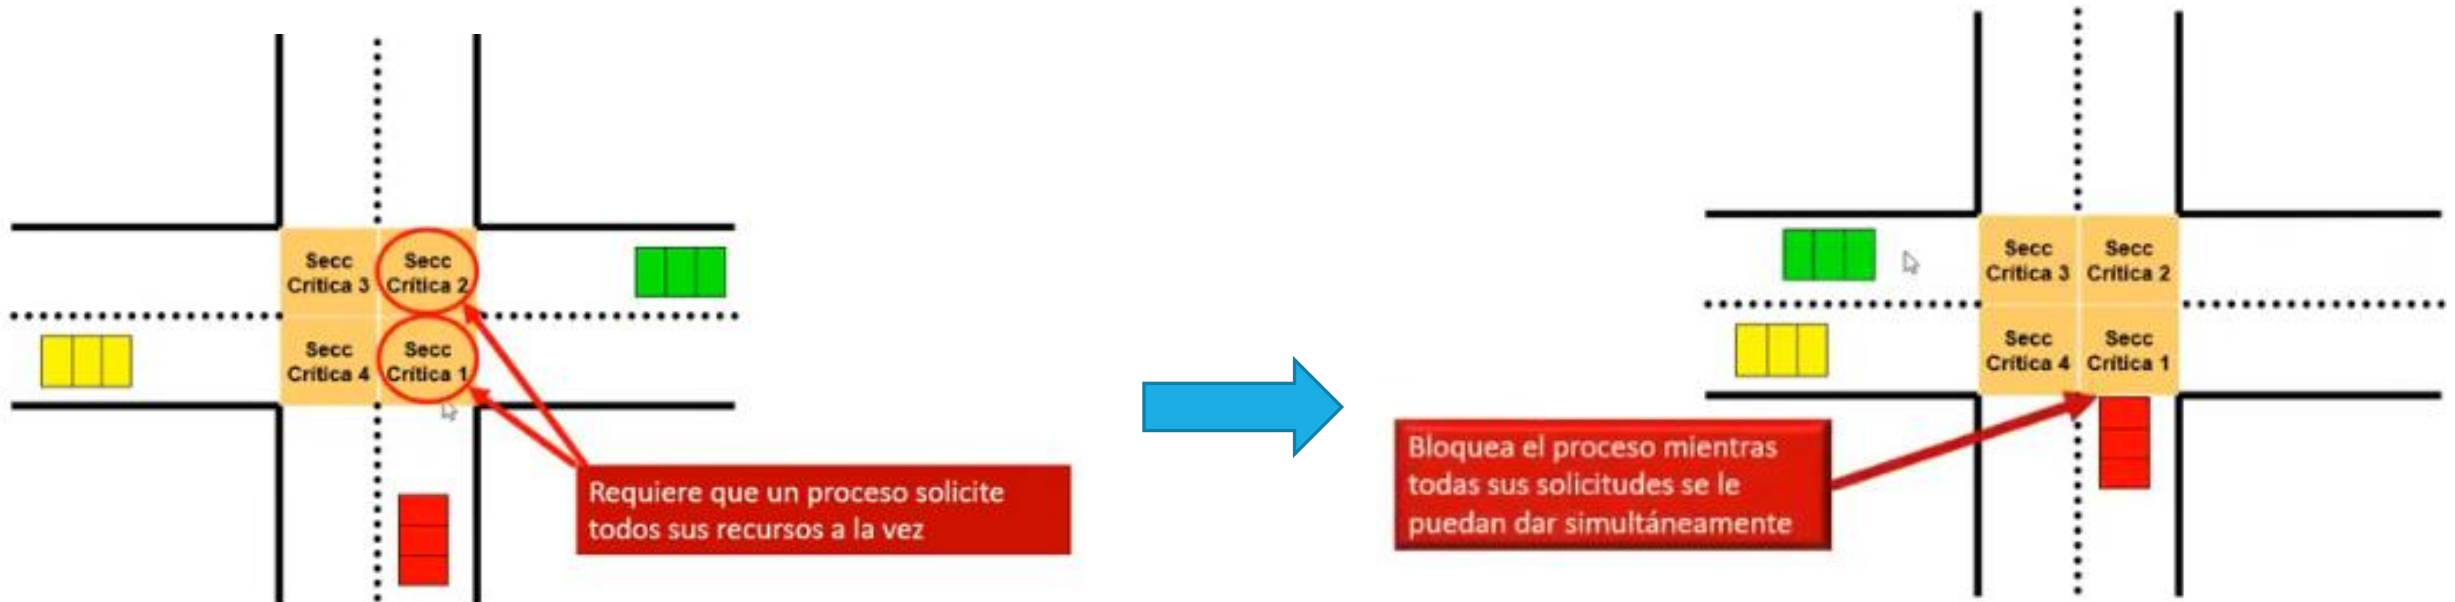 Secc
Crítica 3
Secc
Crítica 2
Secc
Crítica 4
Secc
Crítica 1
Requiere que un proceso solicite
todos sus recursos a la vez
Secc
Crítica 3
Secc
Crítica 2
Secc
Crítica 4
Secc
Crítica 1
Bloquea el proceso mientras
todas sus solicitudes se le
puedan dar simultáneamente